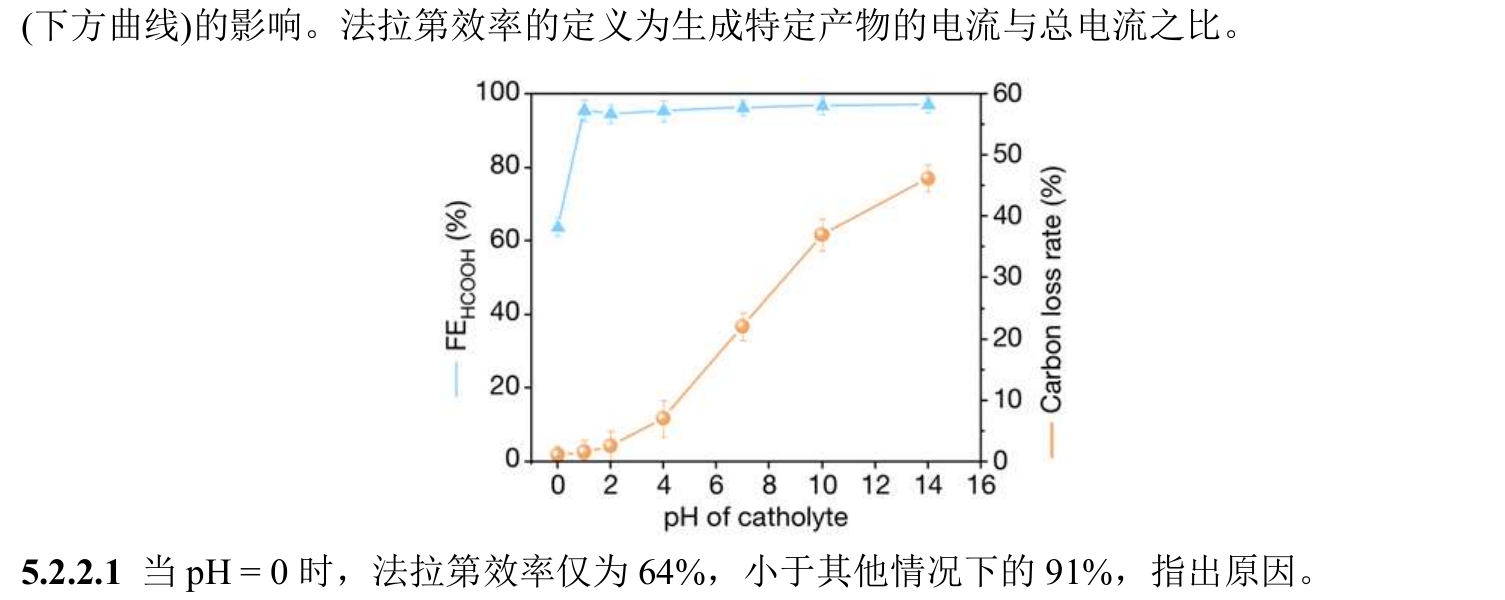 (下方曲线)的影响。法拉第效率的定义为生成特定产物的电流与总电流之比。
100
80
60
40
20
0
FEHCOOH (%)
60
50
40
30
20
10
0
Carbon loss rate (%)
0 2 4 6 8 10 12 14 16
pH of catholyte
5.2.2.1 当 pH = 0 时，法拉第效率仅为 64%，小于其他情况下的 91%，指出原因。